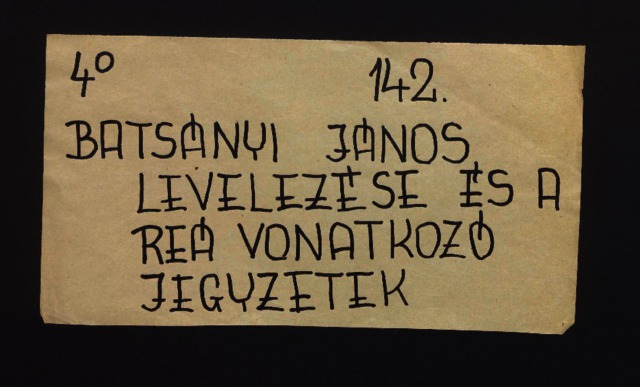 4° 142.
BATSÁNYI JÁNOS
LEVELEZÉSE ÉS A
REÁ VONATKOZÓ
JEGYZETEK